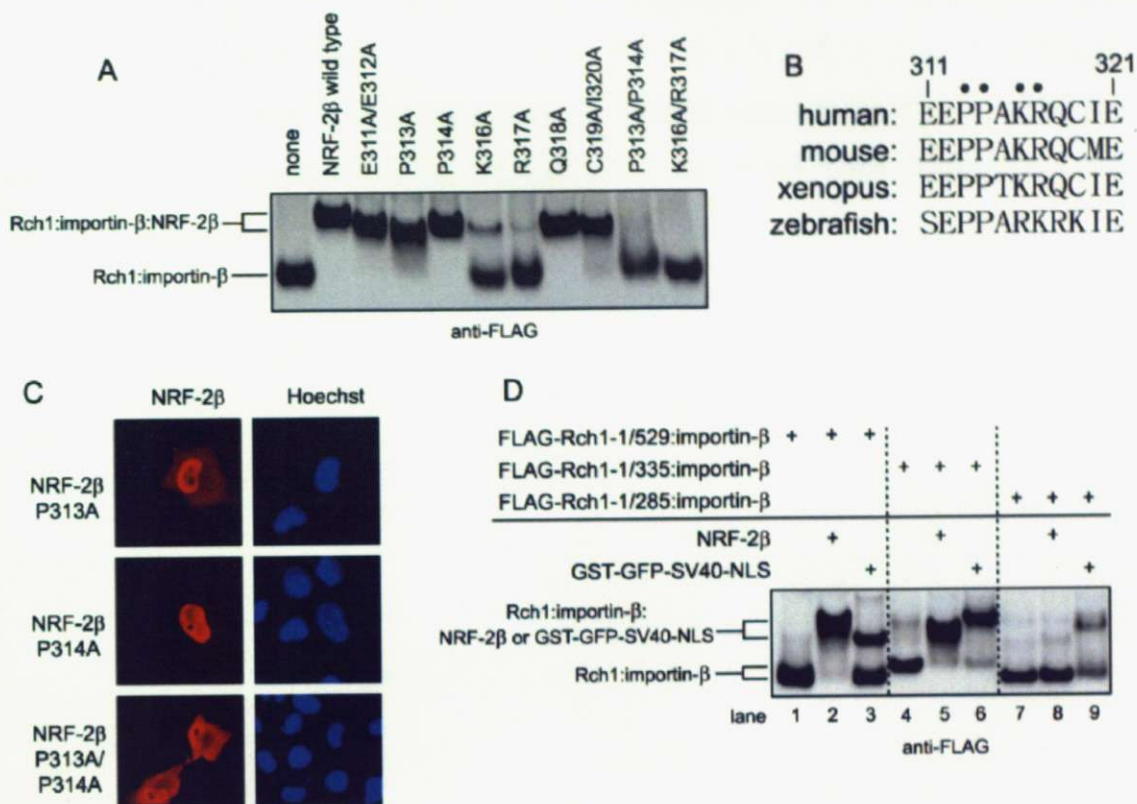 A
none
NRF-2β wild type
E311A/E312A
P313A
P314A
K316A
R317A
Q318A
C319A/I320A
P313A/P314A
K316A/R317A
Rch1:importin-β:NRF-2β
Rch1:importin-β
anti-FLAG
B
311 321
human: EEPPAKRQCIE
mouse: EEPPAKRQCME
xenopus: EEPPTKRQCIE
zebrafish: SEPPARKRKIE
C
NRF-2β Hoechst
NRF-2β
P313A
NRF-2β
P314A
NRF-2β
P313A/
P314A
D
FLAG-Rch1-1/529:importin-β + + +
FLAG-Rch1-1/335:importin-β + + +
FLAG-Rch1-1/285:importin-β + + +
NRF-2β + + +
GST-GFP-SV40-NLS + + +
Rch1:importin-β:
NRF-2β or GST-GFP-SV40-NLS
Rch1:importin-β
lane 1 2 3 4 5 6 7 8 9
anti-FLAG